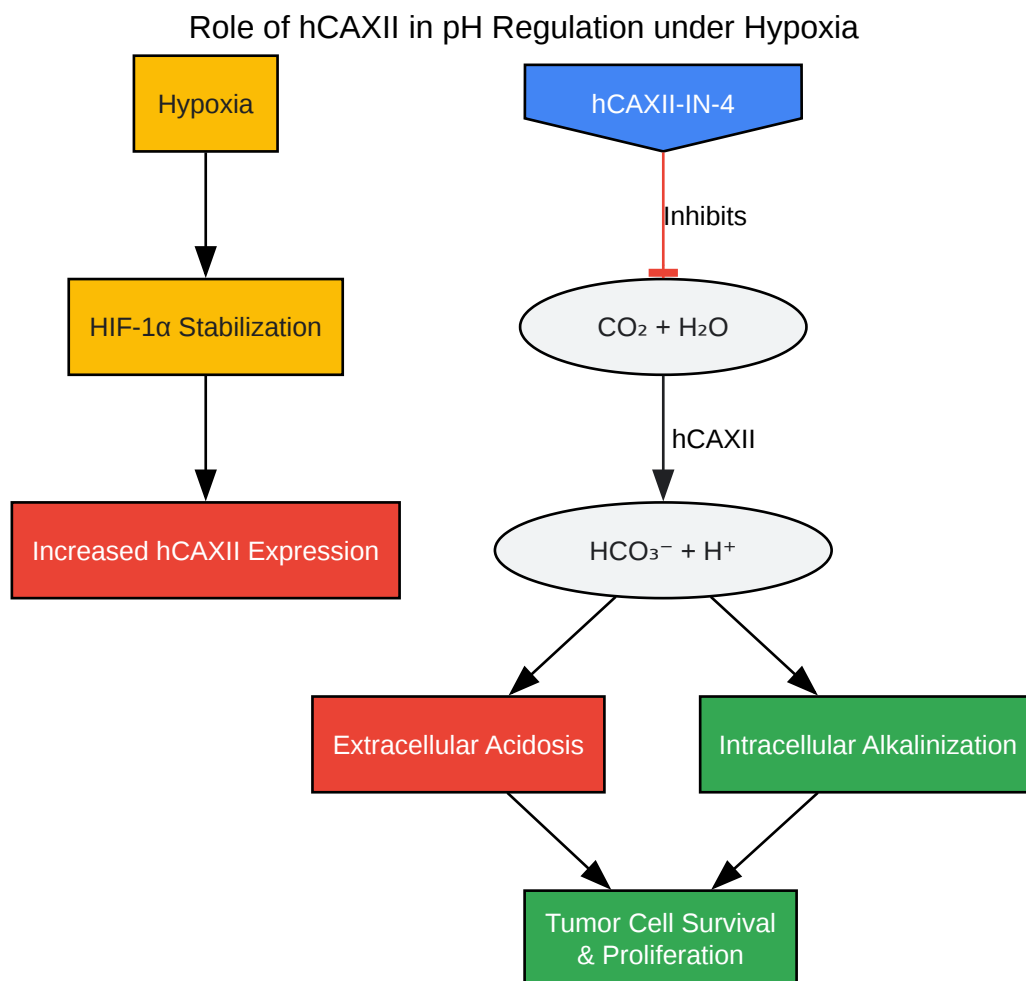 Role of hCAXII in pH Regulation under Hypoxia
Hypoxia
hCAXII-IN-4
Inhibits
HIF-1α Stabilization
CO₂ + H₂O
hCAXII
Increased hCAXII Expression
HCO₃⁻ + H⁺
Extracellular Acidosis
Intracellular Alkalinization
Tumor Cell Survival
& Proliferation